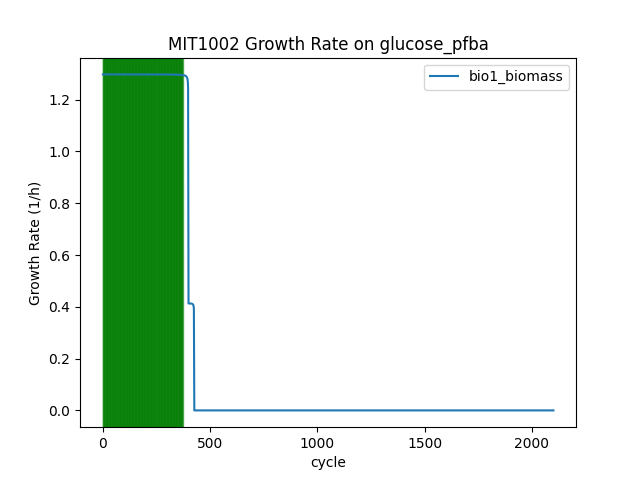 MIT1002 Growth Rate on glucose_pfba
bio1_biomass
Growth Rate (1/h)
1.2
1.0
0.8
0.6
0.4
0.2
0.0
0 500 1000 1500 2000
cycle